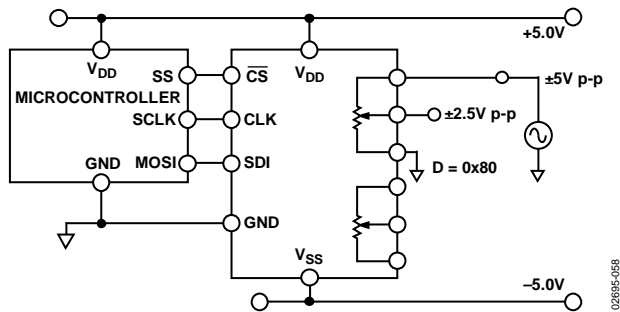 +5.0V
V_DD
V_DD
±5V p-p
SS
C̅S̅
MICROCONTROLLER
±2.5V p-p
SCLK
CLK
GND
MOSI
SDI
D = 0x80
GND
V_SS
–5.0V
02695-058